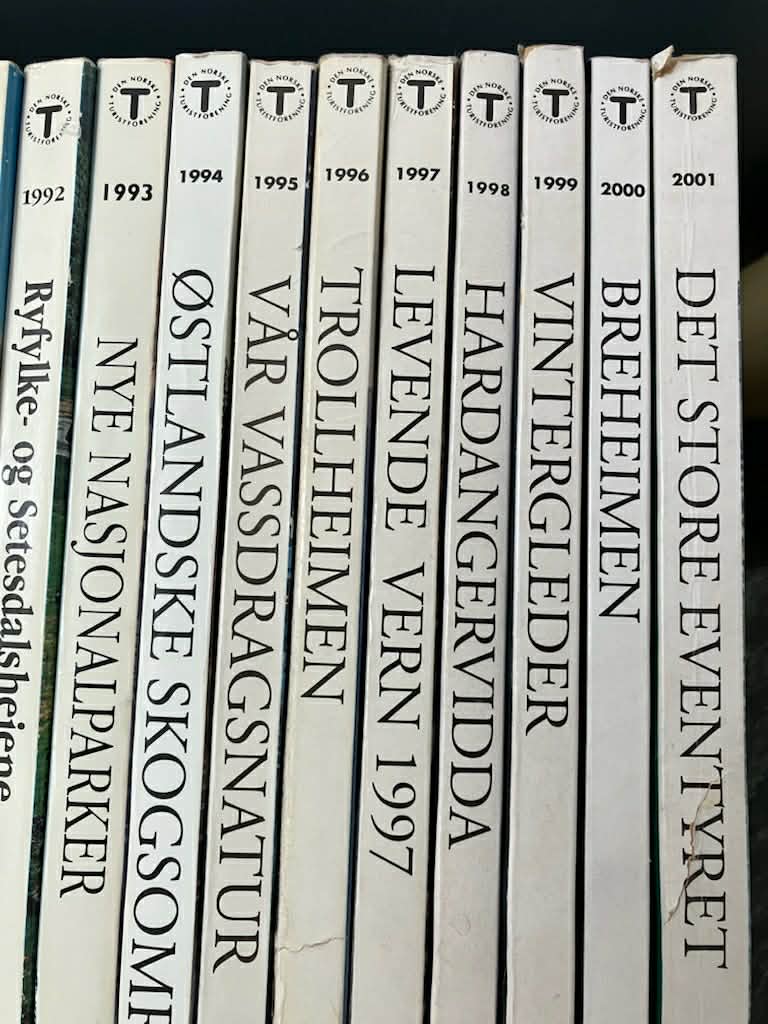 DEN NORSKE TURISTFORENING
T
1992
Ryfylke- og Setesdalsheiene
DEN NORSKE TURISTFORENING
T
1993
NYE NASJONALPARKER
DEN NORSKE TURISTFORENING
T
1994
ØSTLANDSKE SKOGSOMR
DEN NORSKE TURISTFORENING
T
1995
VÅR VASSDRAGSNATUR
DEN NORSKE TURISTFORENING
T
1996
TROLLHEIMEN
DEN NORSKE TURISTFORENING
T
1997
LEVENDE VERN 1997
DEN NORSKE TURISTFORENING
T
1998
HARDANGERVIDDA
DEN NORSKE TURISTFORENING
T
1999
VINTERGLEDER
DEN NORSKE TURISTFORENING
T
2000
BREHEIMEN
DEN NORSKE TURISTFORENING
T
2001
DET STORE EVENTYRET